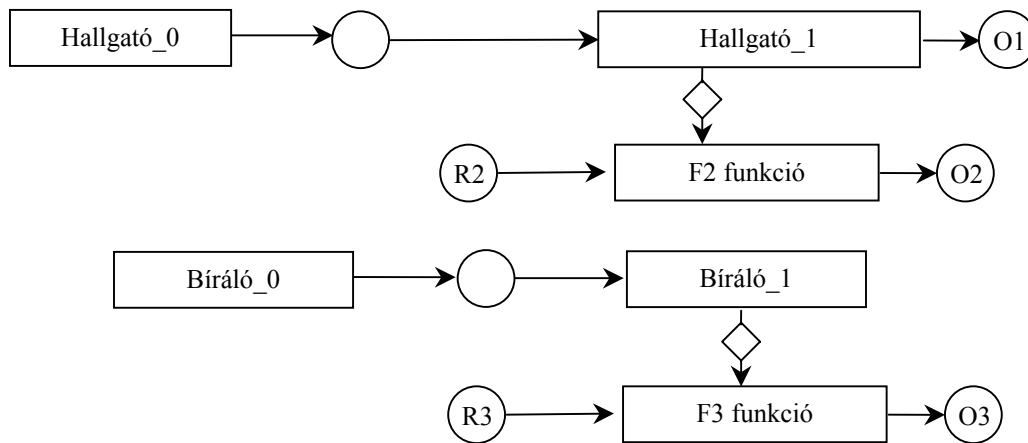 Hallgató_0
Hallgató_1
O1
R2
F2 funkció
O2
Bíráló_0
Bíráló_1
R3
F3 funkció
O3